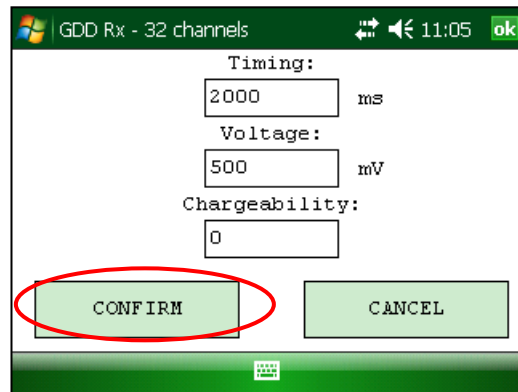 GDD Rx - 32 channels 11:05 ok
Timing:
2000 ms
Voltage:
500 mV
Chargeability:
0
CONFIRM CANCEL